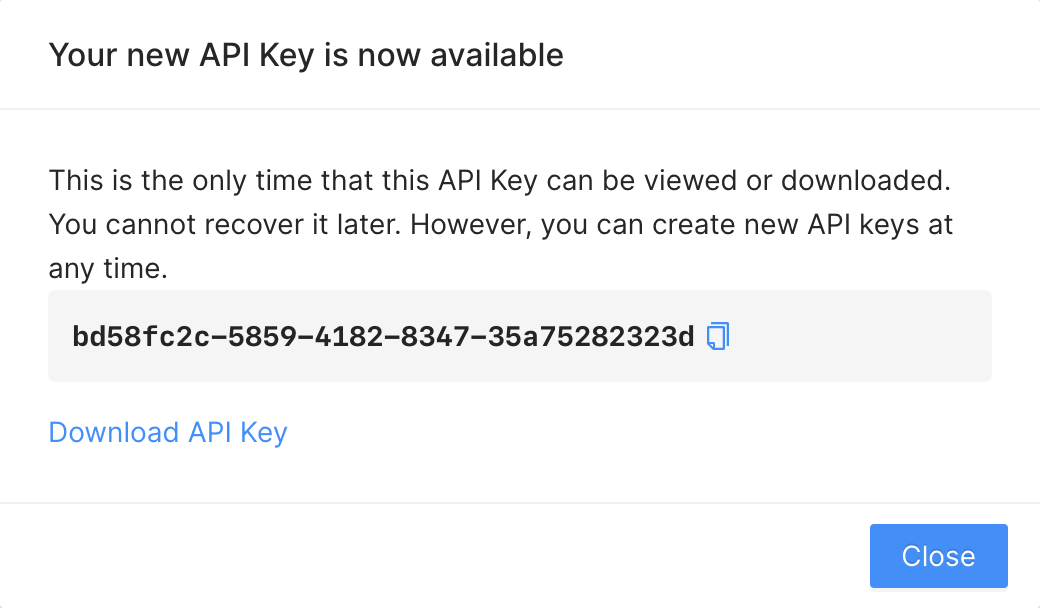 Your new API Key is now available
This is the only time that this API Key can be viewed or downloaded.
You cannot recover it later. However, you can create new API keys at
any time.
bd58fc2c-5859-4182-8347-35a75282323d
Download API Key
Close